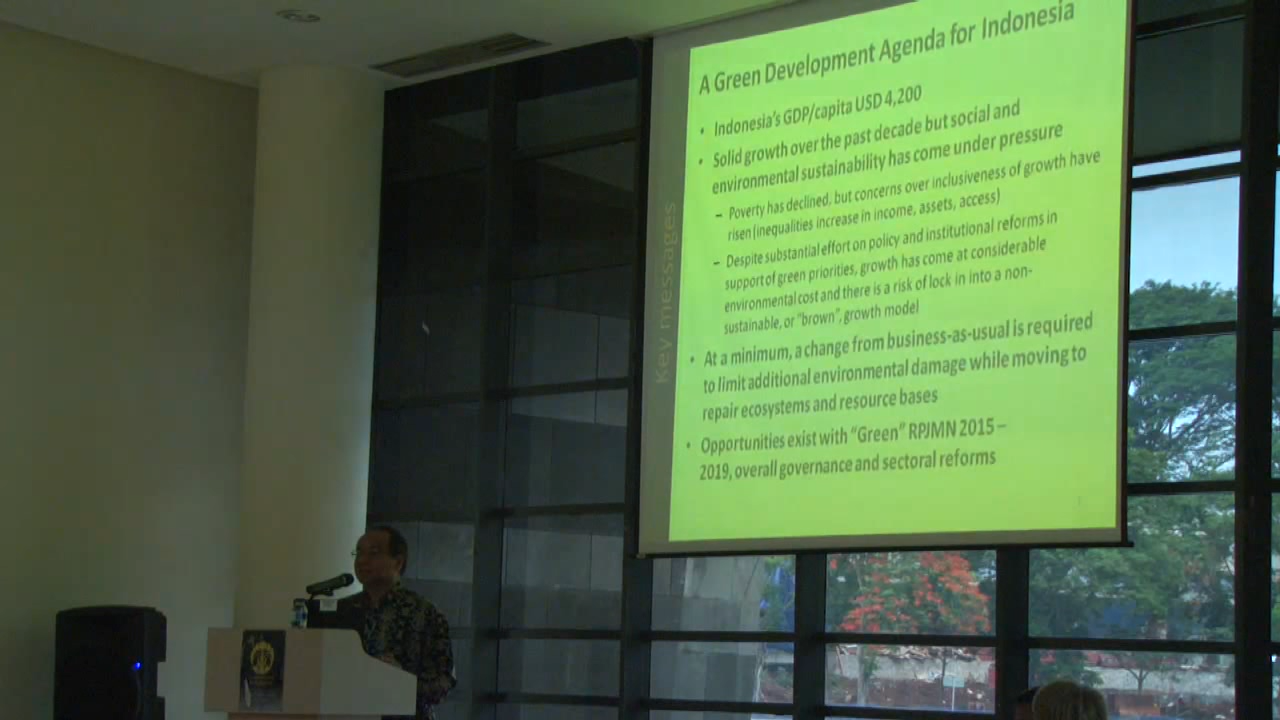 A Green Development Agenda for Indonesia
• Indonesia's GDP/capita USD 4,200
• Solid growth over the past decade but social and
environmental sustainability has come under pressure
– Poverty has declined, but concerns over inclusiveness of growth have
risen (inequalities increase in income, assets, access)
– Despite substantial effort on policy and institutional reforms in
support of green priorities, growth has come at considerable
environmental cost and there is a risk of lock in into a non-
sustainable, or "brown", growth model
• At a minimum, a change from business-as-usual is required
to limit additional environmental damage while moving to
repair ecosystems and resource bases
• Opportunities exist with "Green" RPJMN 2015 –
2019, overall governance and sectoral reforms
Key messages